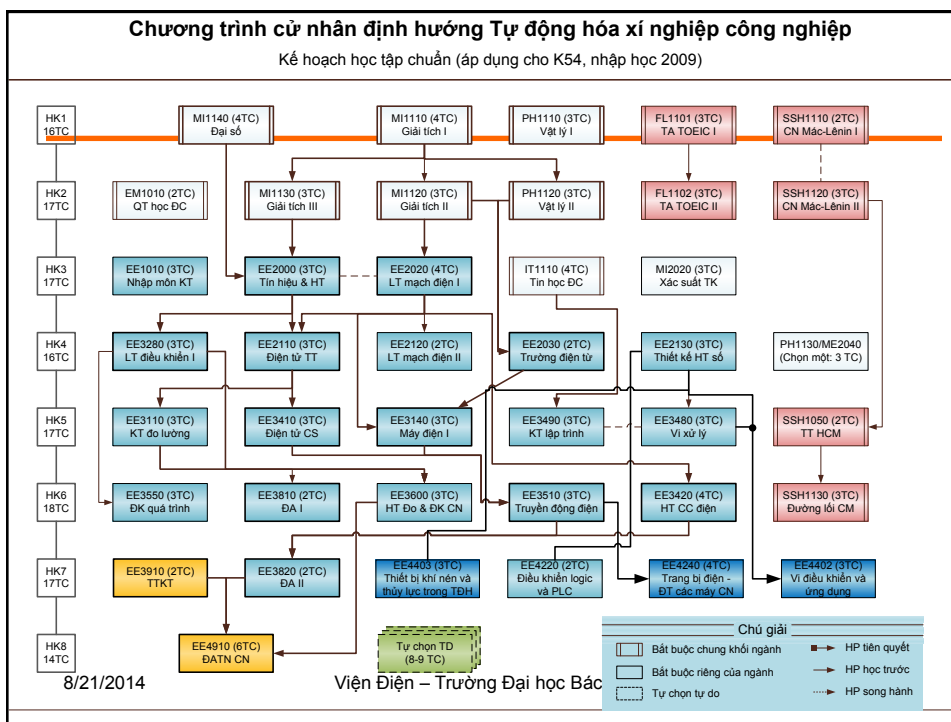 Chương trình cử nhân định hướng Tự động hóa xí nghiệp công nghiệp
Kế hoạch học tập chuẩn (áp dụng cho K54, nhập học 2009)
HK1
16TC
MI1140 (4TC)
Đại số
MI1110 (4TC)
Giải tích I
PH1110 (3TC)
Vật lý I
FL1101 (3TC)
TA TOEIC I
SSH1110 (2TC)
CN Mác-Lênin I
HK2
17TC
EM1010 (2TC)
QT học ĐC
MI1130 (3TC)
Giải tích III
MI1120 (3TC)
Giải tích II
PH1120 (3TC)
Vật lý II
FL1102 (3TC)
TA TOEIC II
SSH1120 (3TC)
CN Mác-Lênin II
HK3
17TC
EE1010 (3TC)
Nhập môn KT
EE2000 (3TC)
Tín hiệu & HT
EE2020 (4TC)
LT mạch điện I
IT1110 (4TC)
Tin học ĐC
MI2020 (3TC)
Xác suất TK
HK4
16TC
EE3280 (3TC)
LT điều khiển I
EE2110 (3TC)
Điện tử TT
EE2120 (2TC)
LT mạch điện II
EE2030 (2TC)
Trường điện từ
EE2130 (3TC)
Thiết kế HT số
PH1130/ME2040
(Chọn một: 3 TC)
HK5
17TC
EE3110 (3TC)
KT đo lường
EE3410 (3TC)
Điện tử CS
EE3140 (3TC)
Máy điện I
EE3490 (3TC)
KT lập trình
EE3480 (3TC)
Vi xử lý
SSH1050 (2TC)
TT HCM
HK6
18TC
EE3550 (3TC)
ĐK quá trình
EE3810 (2TC)
ĐA I
EE3600 (3TC)
HT Đo & ĐK CN
EE3510 (3TC)
Truyền động điện
EE3420 (4TC)
HT CC điện
SSH1130 (3TC)
Đường lối CM
HK7
17TC
EE3910 (2TC)
TTKT
EE3820 (2TC)
ĐA II
EE4403 (3TC)
Thiết bị khí nén và
thủy lực trong TĐH
EE4220 (2TC)
Điều khiển logic
và PLC
EE4240 (4TC)
Trang bị điện -
ĐT các máy CN
EE4402 (3TC)
Vi điều khiển và
ứng dụng
HK8
14TC
EE4910 (6TC)
ĐATN CN
Tự chọn TD
(8-9 TC)
Chú giải
Bắt buộc chung khối ngành
HP tiên quyết
Bắt buộc riêng của ngành
HP học trước
Tự chọn tự do
HP song hành
8/21/2014
Viện Điện – Trường Đại học Bác